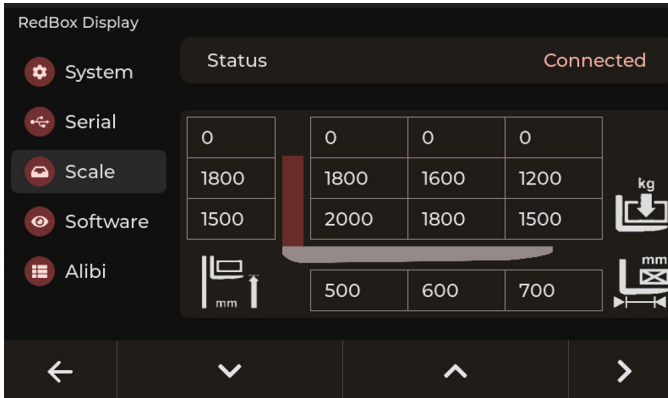 RedBox Display
Status Connected
System
Serial
Scale
Software
Alibi
0 0 0 0
1800 1800 1600 1200
1500 2000 1800 1500
kg
mm
mm
500 600 700